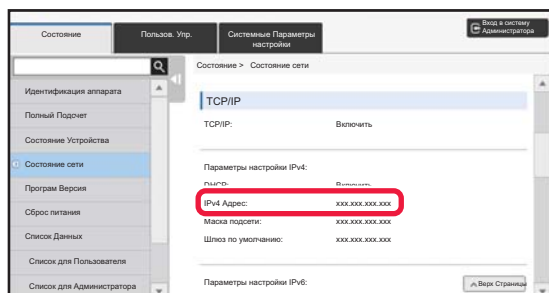 Состояние
Пользов. Упр.
Системные Параметры
настройки
Вход в систему
Администратора
Состояние > Состояние сети
Идентификация аппарата
Полный Подсчет
Состояние Устройства
Состояние сети
Програм Версия
Сброс питания
Список Данных
Список для Пользователя
Список для Администратора
TCP/IP
TCP/IP: Включить
Параметры настройки IPv4:
DHCP: Включить
IPv4 Адрес: xxx.xxx.xxx.xxx
Маска подсети: xxx.xxx.xxx.xxx
Шлюз по умолчанию: xxx.xxx.xxx.xxx
Параметры настройки IPv6:
Верх Страницы